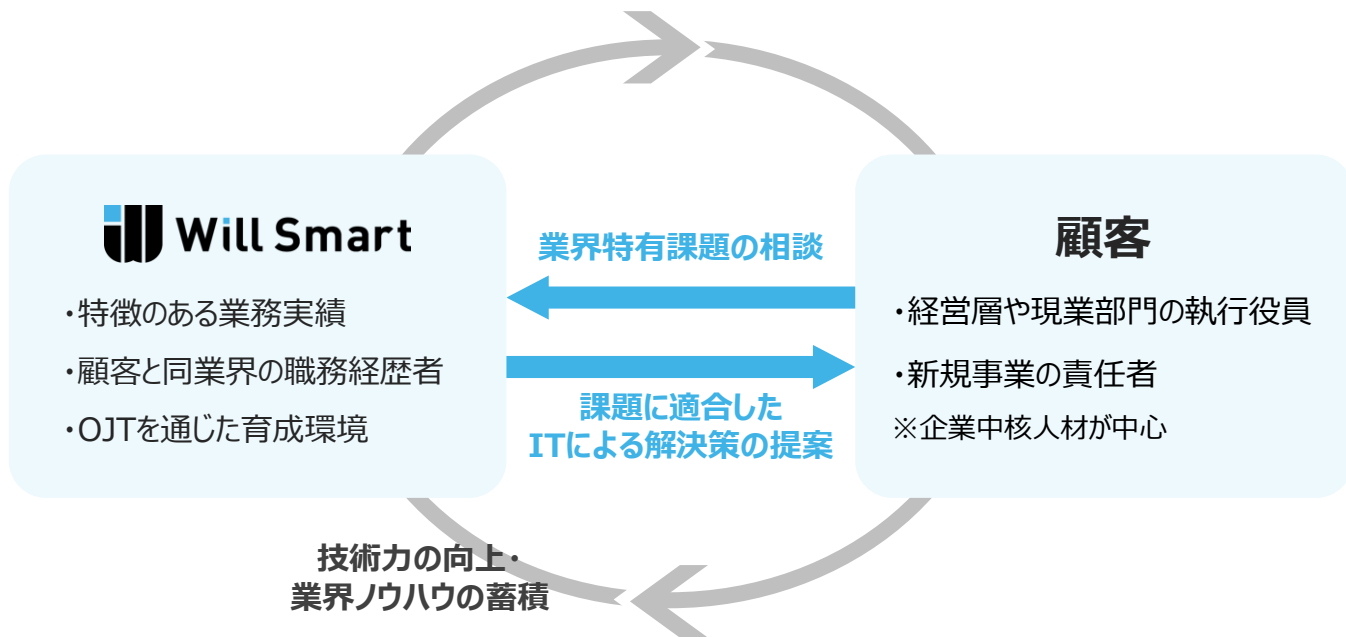 Will Smart
・特徴のある業務実績
・顧客と同業界の職務経歴者
・OJTを通じた育成環境
業界特有課題の相談
課題に適合した
ITによる解決策の提案
顧客
・経営層や現業部門の執行役員
・新規事業の責任者
※企業中核人材が中心
技術力の向上・
業界ノウハウの蓄積